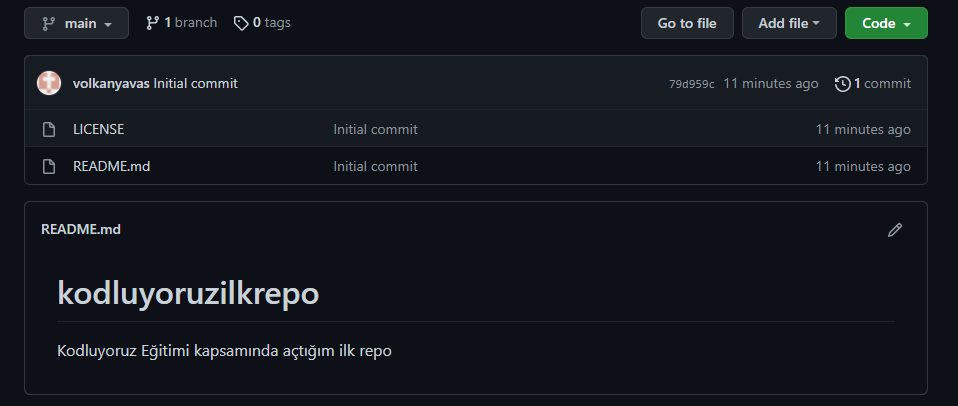 main 1 branch 0 tags Go to file Add file Code
volkanyavas Initial commit 79d959c 11 minutes ago 1 commit
LICENSE Initial commit 11 minutes ago
README.md Initial commit 11 minutes ago
README.md
kodluyoruzilkrepo
Kodluyoruz Eğitimi kapsamında açtığım ilk repo